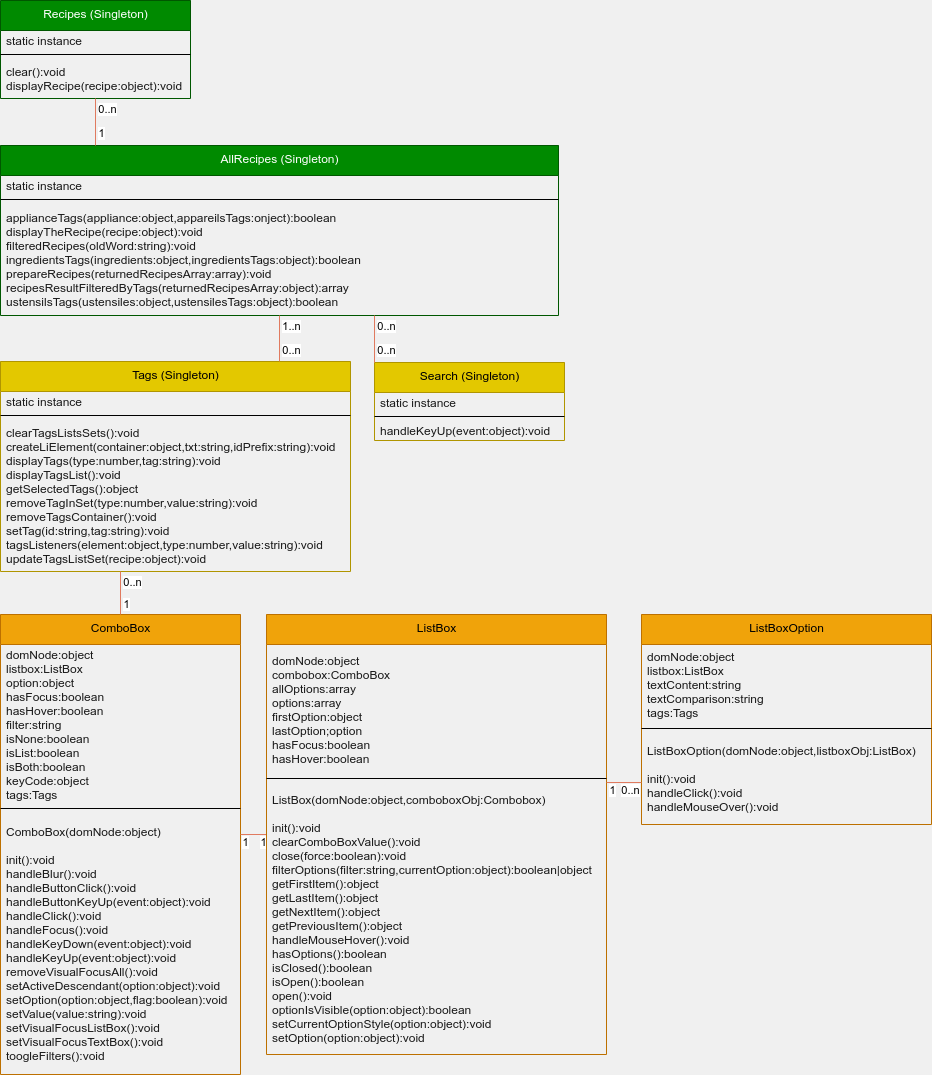 Recipes (Singleton)
static instance
clear():void
displayRecipe(recipe:object):void
0..n
1
AllRecipes (Singleton)
static instance
applianceTags(appliance:object,appareilsTags:onject):boolean
displayTheRecipe(recipe:object):void
filteredRecipes(oldWord:string):void
ingredientsTags(ingredients:object,ingredientsTags:object):boolean
prepareRecipes(returnedRecipesArray:array):void
recipesResultFilteredByTags(returnedRecipesArray:object):array
ustensilsTags(ustensiles:object,ustensilesTags:object):boolean
1..n
0..n
0..n
0..n
Tags (Singleton)
static instance
clearTagsListsSets():void
createLiElement(container:object,txt:string,idPrefix:string):void
displayTags(type:number,tag:string):void
displayTagsList():void
getSelectedTags():object
removeTagInSet(type:number,value:string):void
removeTagsContainer():void
setTag(id:string,tag:string):void
tagsListeners(element:object,type:number,value:string):void
updateTagsListSet(recipe:object):void
Search (Singleton)
static instance
handleKeyUp(event:object):void
0..n
1
ComboBox
domNode:object
listbox:ListBox
option:object
hasFocus:boolean
hasHover:boolean
filter:string
isNone:boolean
isList:boolean
isBoth:boolean
keyCode:object
tags:Tags
ComboBox(domNode:object)
init():void
handleBlur():void
handleButtonClick():void
handleButtonKeyUp(event:object):void
handleClick():void
handleFocus():void
handleKeyDown(event:object):void
handleKeyUp(event:object):void
removeVisualFocusAll():void
setActiveDescendant(option:object):void
setOption(option:object,flag:boolean):void
setValue(value:string):void
setVisualFocusListBox():void
setVisualFocusTextBox():void
toogleFilters():void
1 1
ListBox
domNode:object
combobox:ComboBox
allOptions:array
options:array
firstOption:object
lastOption;option
hasFocus:boolean
hasHover:boolean
ListBox(domNode:object,comboboxObj:Combobox)
init():void
clearComboBoxValue():void
close(force:boolean):void
filterOptions(filter:string,currentOption:object):boolean|object
getFirstItem():object
getLastItem():object
getNextItem():object
getPreviousItem():object
handleMouseHover():void
hasOptions():boolean
isClosed():boolean
isOpen():boolean
open():void
optionIsVisible(option:object):boolean
setCurrentOptionStyle(option:object):void
setOption(option:object):void
1 0..n
ListBoxOption
domNode:object
listbox:ListBox
textContent:string
textComparison:string
tags:Tags
ListBoxOption(domNode:object,listboxObj:ListBox)
init():void
handleClick():void
handleMouseOver():void